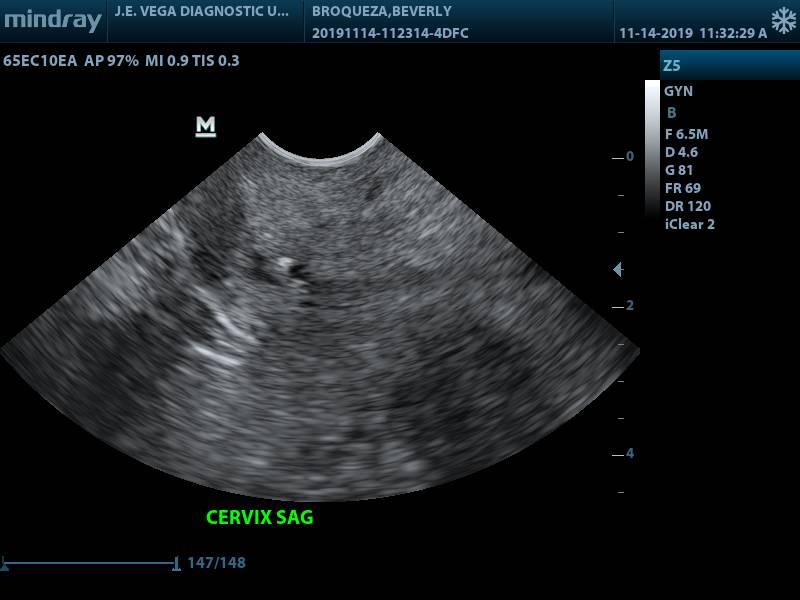 mindray
J.E. VEGA DIAGNOSTIC U...
BROQUEZA,BEVERLY
20191114-112314-4DFC
11-14-2019 11:32:29 A
65EC10EA AP 97% MI 0.9 TIS 0.3
Z5
GYN
B
F 6.5M
D 4.6
G 81
FR 69
DR 120
iClear 2
M
0
2
4
CERVIX SAG
147/148